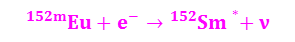 ¹⁵²ᵐEu + e⁻ → ¹⁵²Sm * + ν